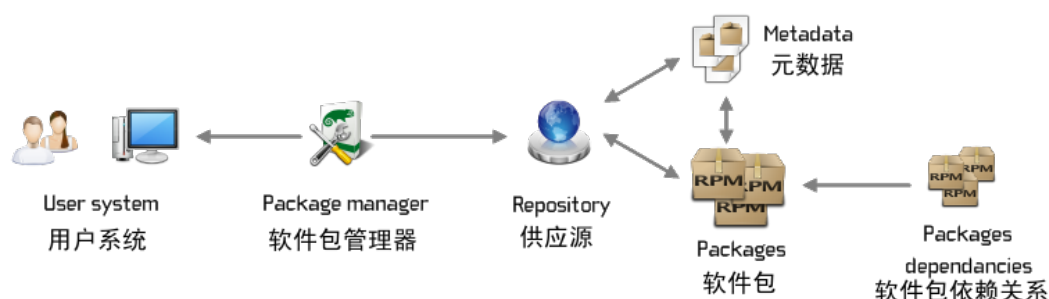 Metadata
元数据
RPM
RPM
RPM
RPM
RPM
RPM
User system
用户系统
Package manager
软件包管理器
Repository
供应源
Packages
软件包
Packages
dependancies
软件包依赖关系